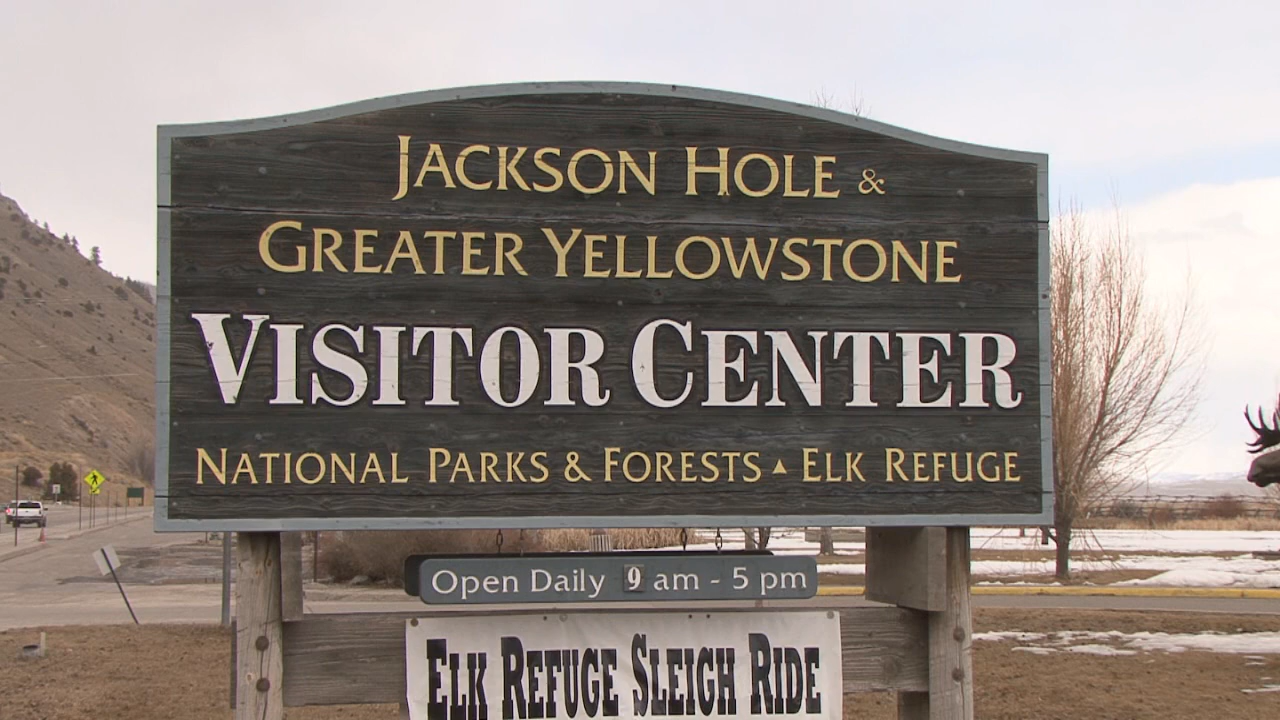 Jackson Hole &
Greater Yellowstone
Visitor Center
National Parks & Forests ▲ Elk Refuge
Open Daily 9 am - 5 pm
Elk Refuge Sleigh Ride